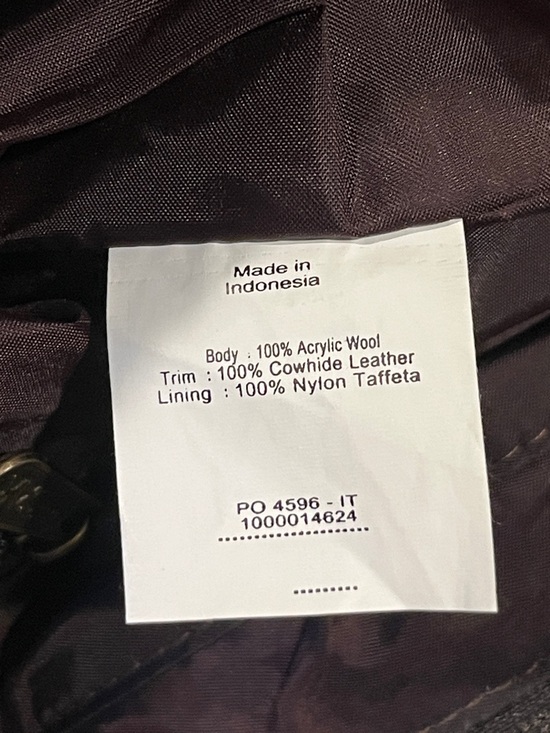 Made in
Indonesia
Body : 100% Acrylic Wool
Trim : 100% Cowhide Leather
Lining : 100% Nylon Taffeta
PO 4596 - IT
1000014624